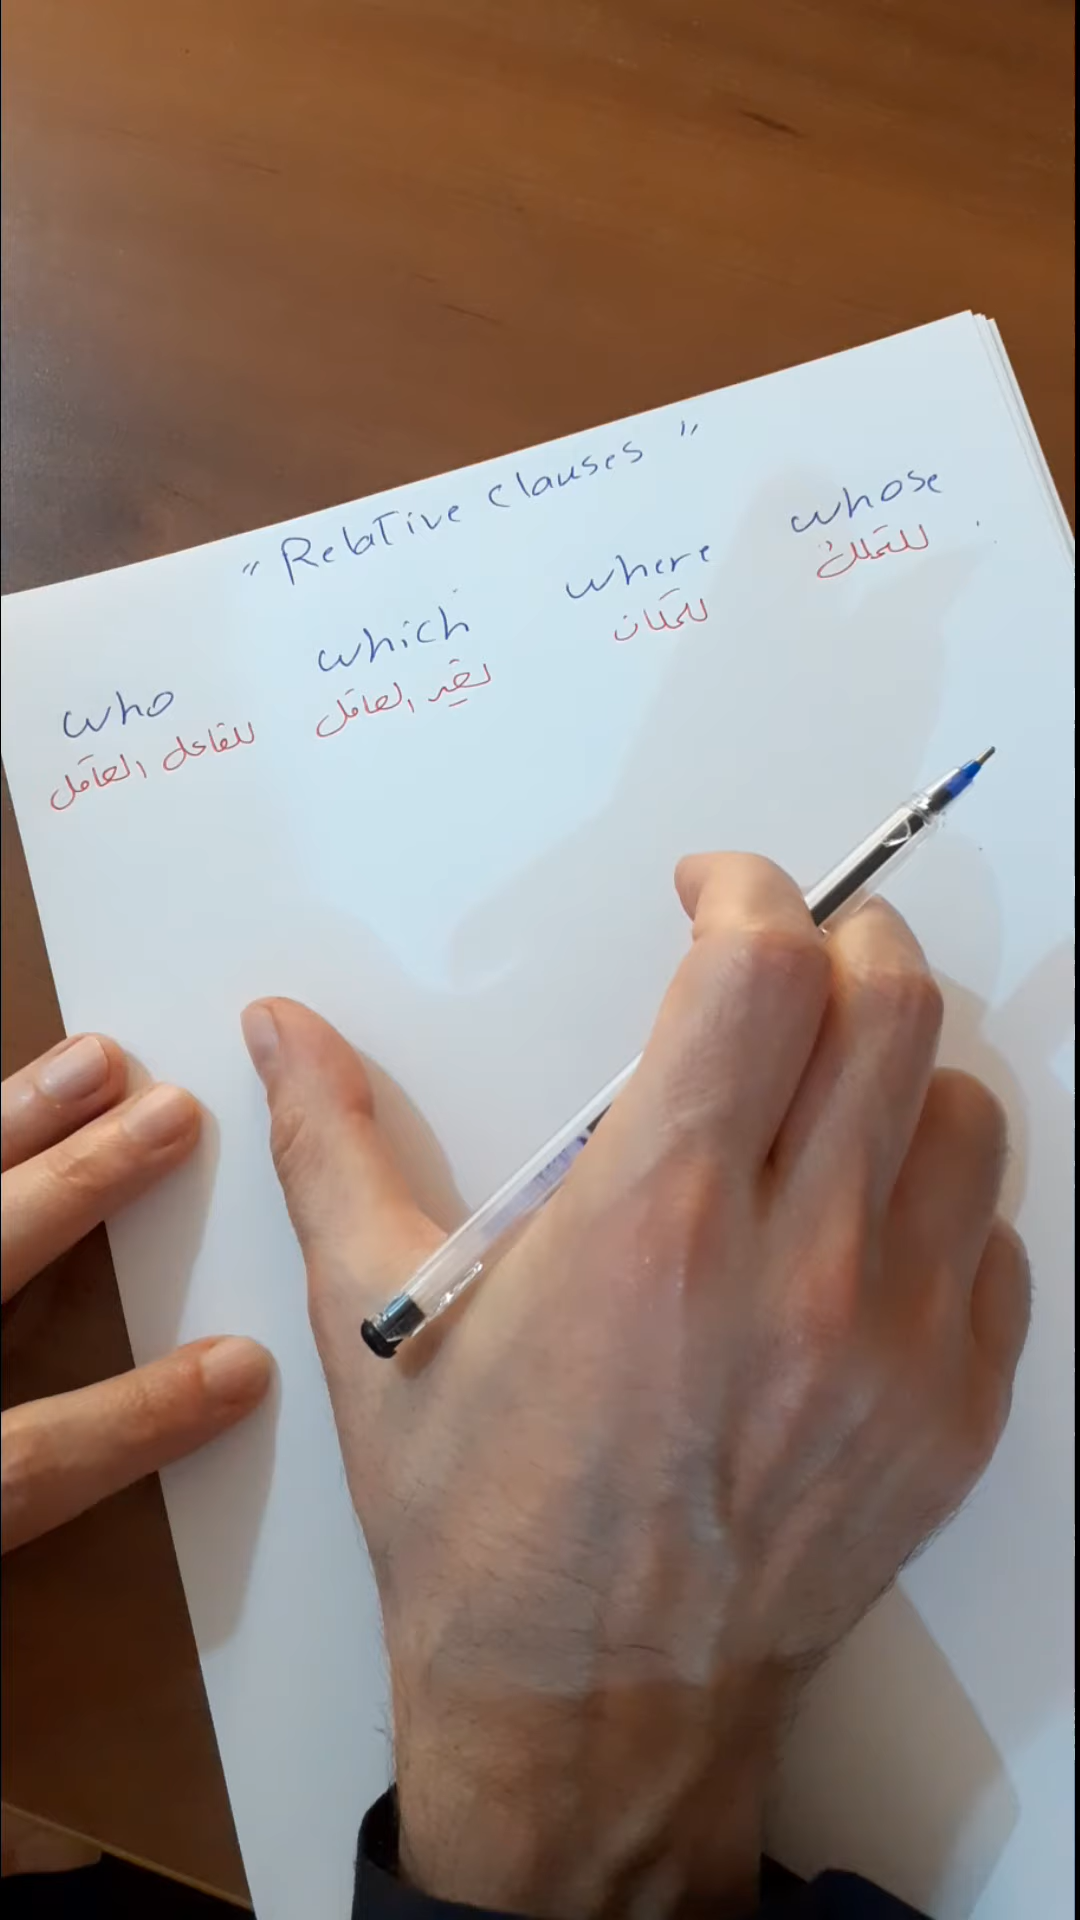 " Relative Clauses "
who which where whose
للفاعل العاقل لغير العاقل للمكان للتملك